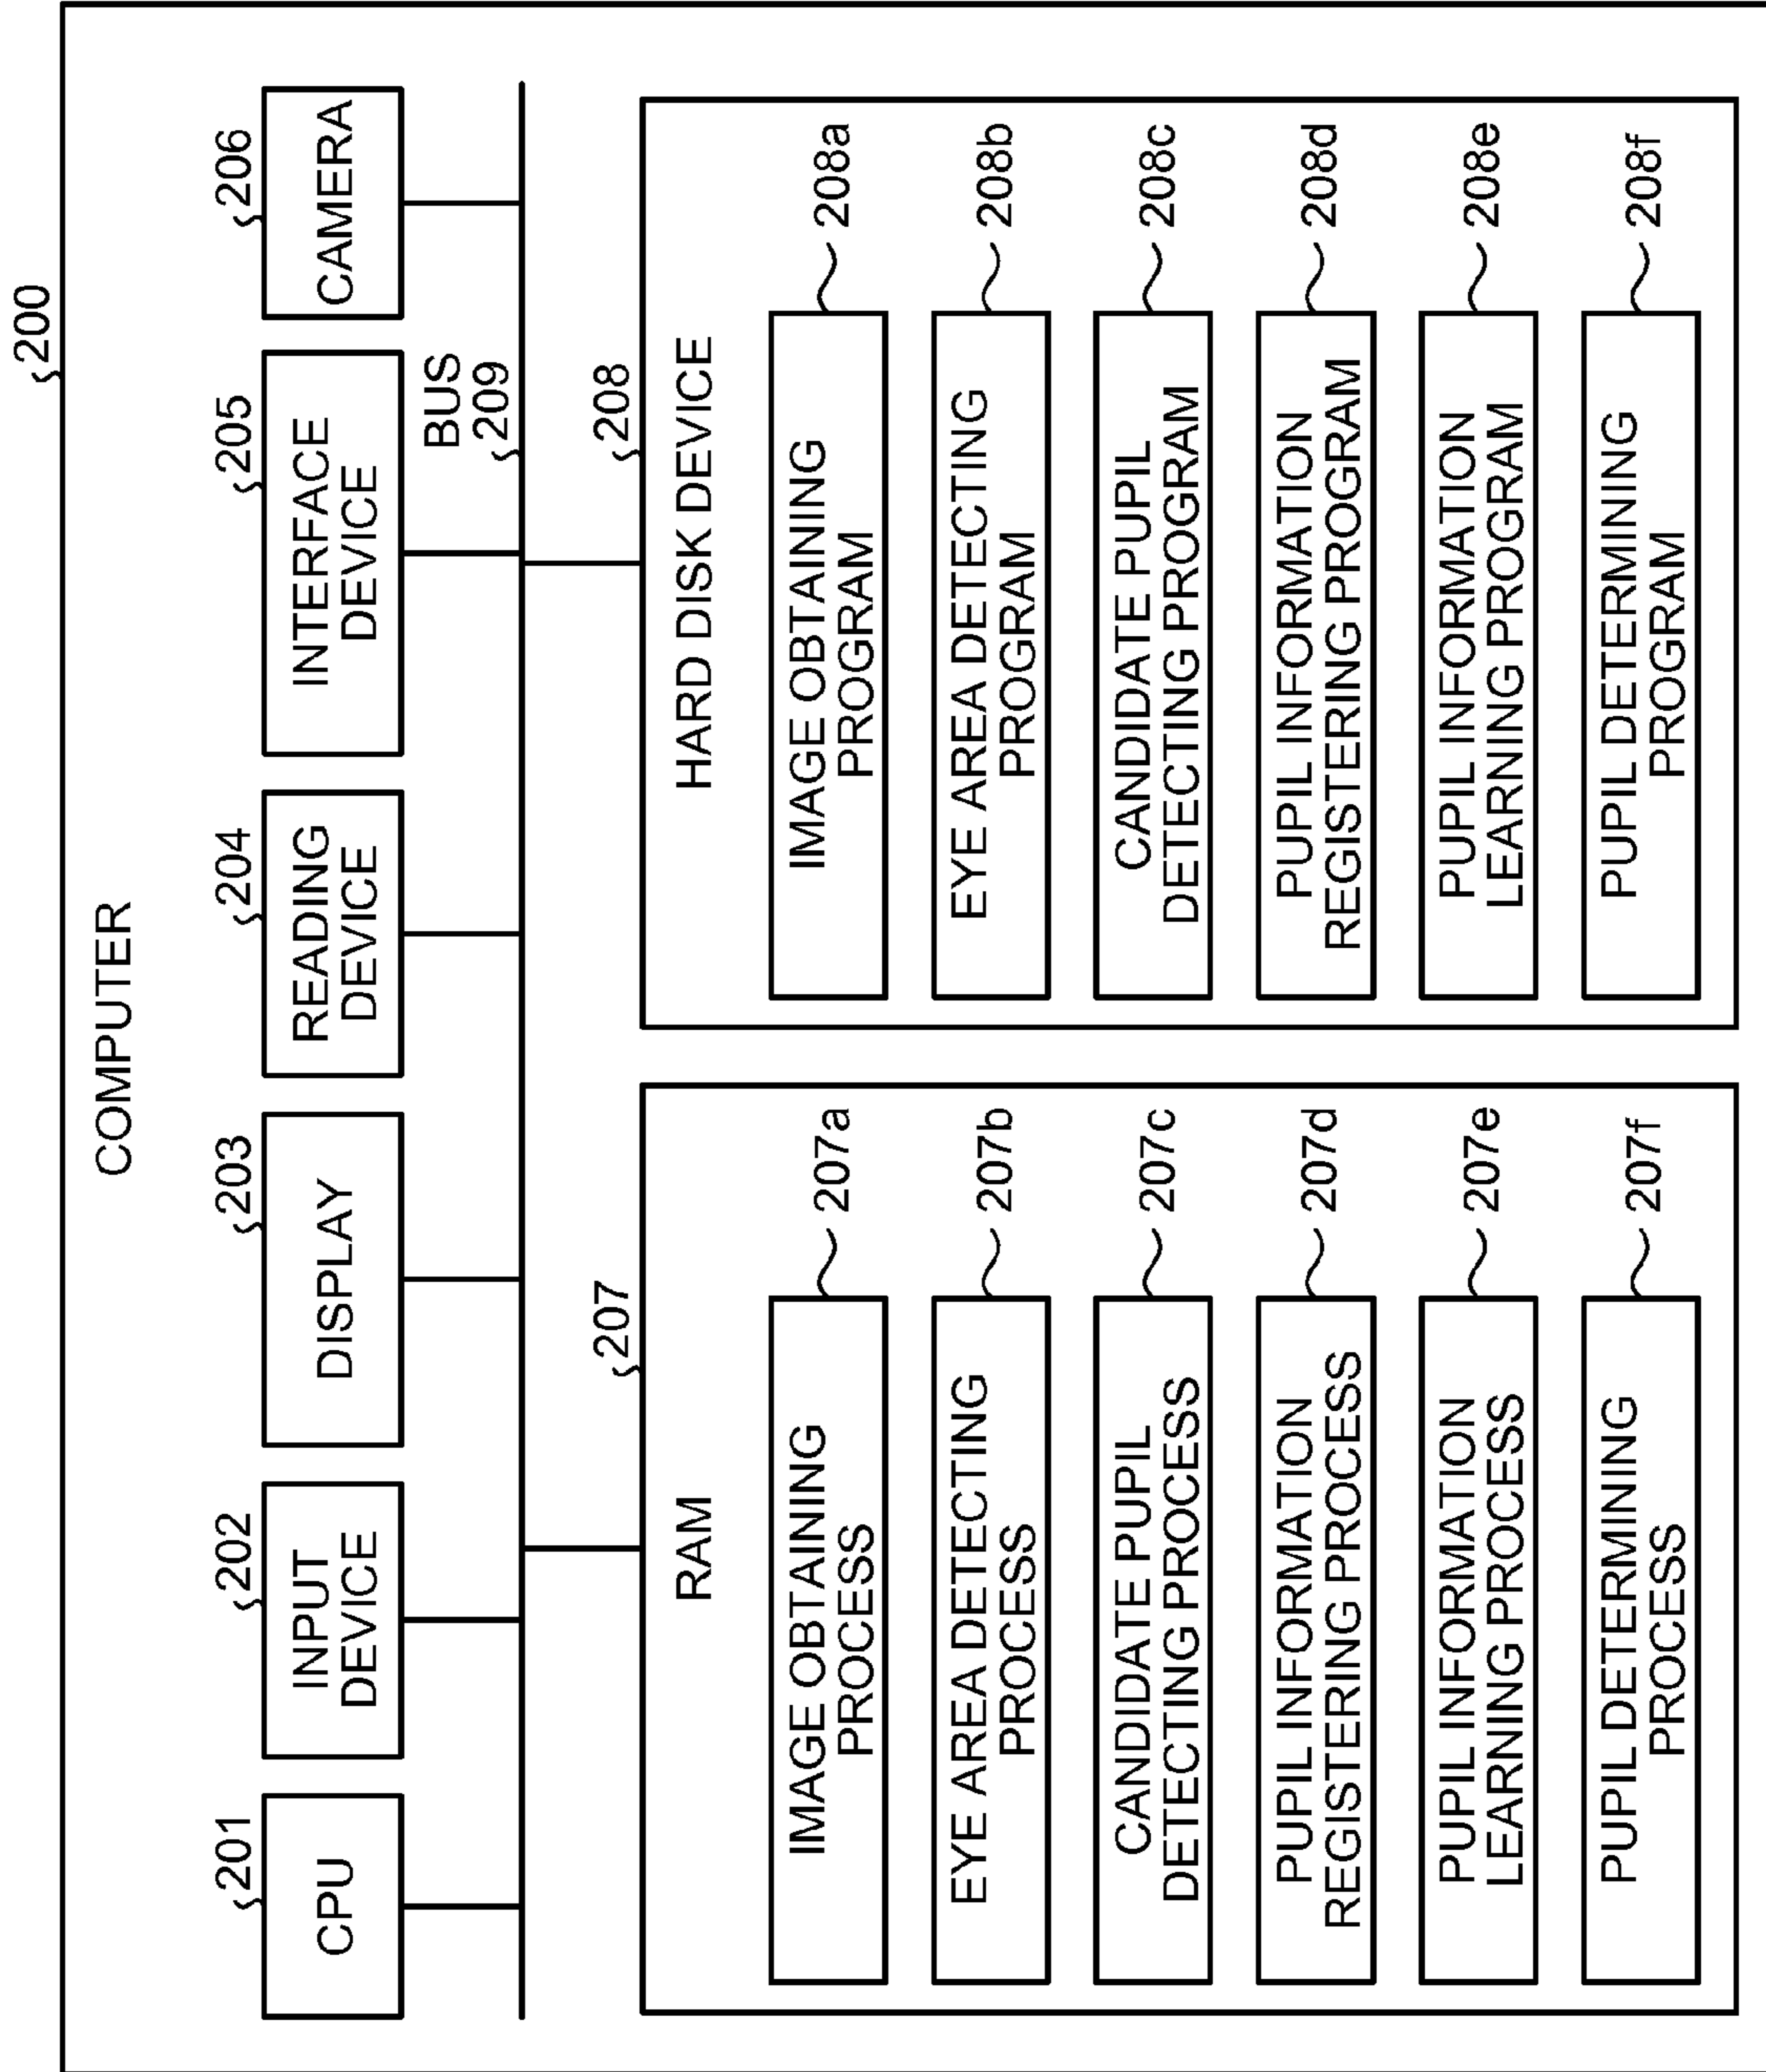 200
COMPUTER
201
202
203
204
205
206
CPU
INPUT
DEVICE
DISPLAY
READING
DEVICE
INTERFACE
DEVICE
CAMERA
BUS
209
207
208
RAM
IMAGE OBTAINING
PROCESS
207a
EYE AREA DETECTING
PROCESS
207b
CANDIDATE PUPIL
DETECTING PROCESS
207c
PUPIL INFORMATION
REGISTERING PROCESS
207d
PUPIL INFORMATION
LEARNING PROCESS
207e
PUPIL DETERMINING
PROCESS
207f
HARD DISK DEVICE
IMAGE OBTAINING
PROGRAM
208a
EYE AREA DETECTING
PROGRAM
208b
CANDIDATE PUPIL
DETECTING PROGRAM
208c
PUPIL INFORMATION
REGISTERING PROGRAM
208d
PUPIL INFORMATION
LEARNING PROGRAM
208e
PUPIL DETERMINING
PROGRAM
208f